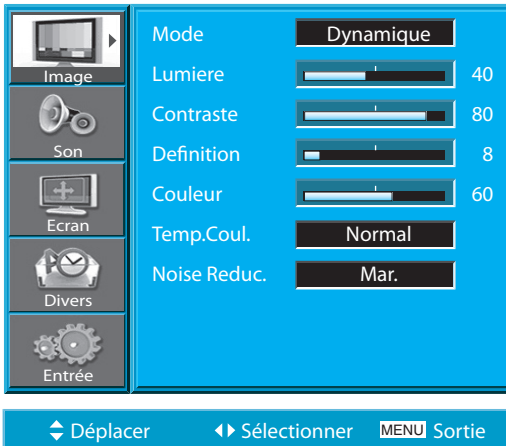 Image
Son
Ecran
Divers
Entrée
Mode Dynamique
Lumiere 40
Contraste 80
Definition 8
Couleur 60
Temp.Coul. Normal
Noise Reduc. Mar.
Déplacer Sélectionner MENU Sortie